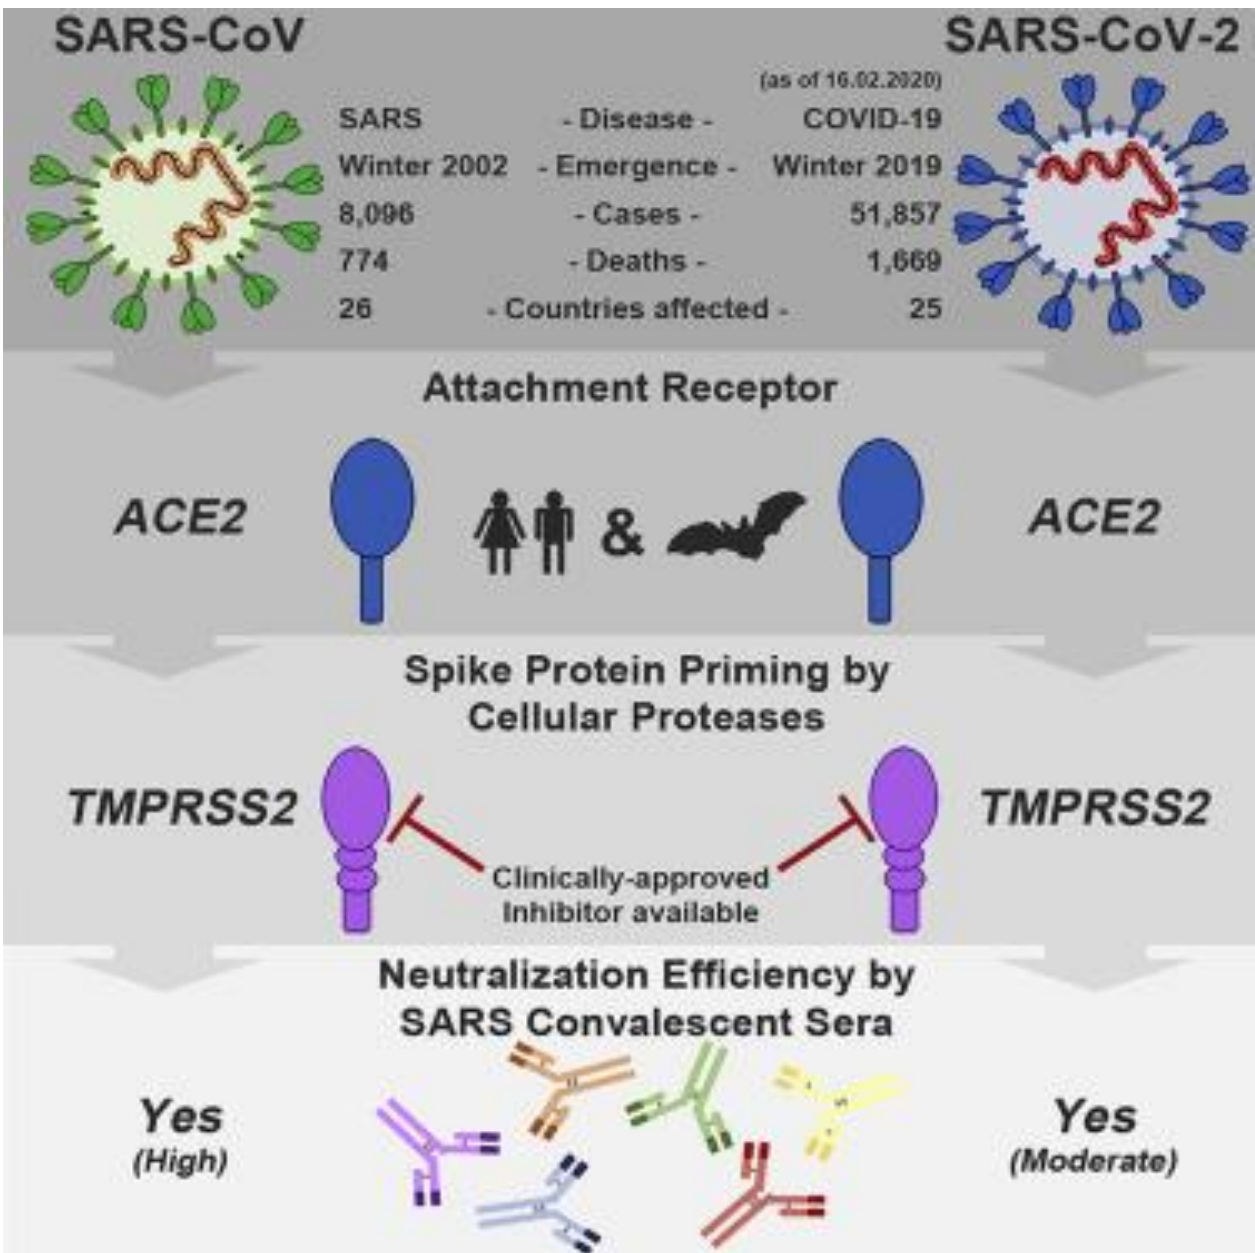 SARS-CoV SARS-CoV-2
(as of 16.02.2020)
SARS - Disease - COVID-19
Winter 2002 - Emergence - Winter 2019
8,096 - Cases - 51,857
774 - Deaths - 1,669
26 - Countries affected - 25
Attachment Receptor
ACE2 & ACE2
Spike Protein Priming by
Cellular Proteases
TMPRSS2 TMPRSS2
Clinically-approved
Inhibitor available
Neutralization Efficiency by
SARS Convalescent Sera
Yes Yes
(High) (Moderate)